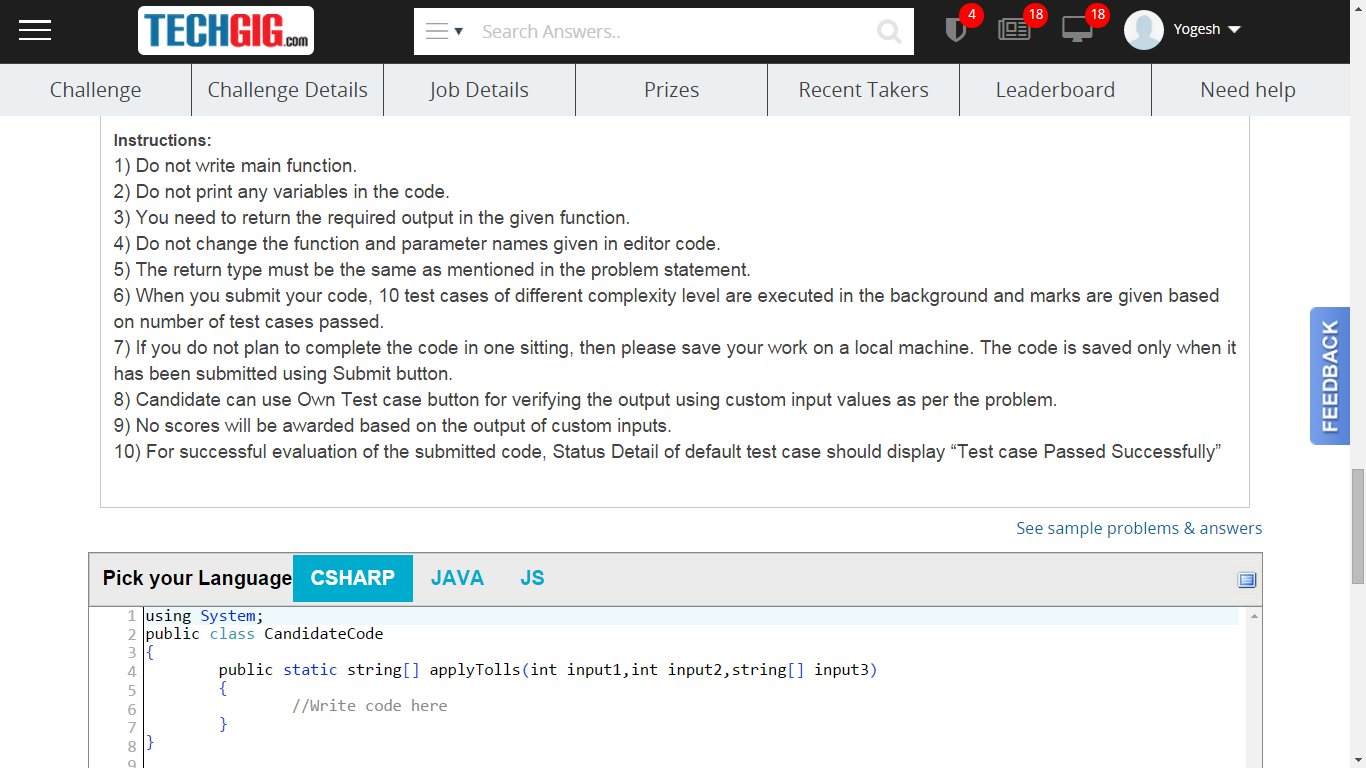 TECHGIG.com
Search Answers..
4
18
18
Yogesh
Challenge
Challenge Details
Job Details
Prizes
Recent Takers
Leaderboard
Need help
Instructions:
1) Do not write main function.
2) Do not print any variables in the code.
3) You need to return the required output in the given function.
4) Do not change the function and parameter names given in editor code.
5) The return type must be the same as mentioned in the problem statement.
6) When you submit your code, 10 test cases of different complexity level are executed in the background and marks are given based
on number of test cases passed.
7) If you do not plan to complete the code in one sitting, then please save your work on a local machine. The code is saved only when it
has been submitted using Submit button.
8) Candidate can use Own Test case button for verifying the output using custom input values as per the problem.
9) No scores will be awarded based on the output of custom inputs.
10) For successful evaluation of the submitted code, Status Detail of default test case should display “Test case Passed Successfully”
FEEDBACK
See sample problems & answers
Pick your Language
CSHARP
JAVA
JS
1 using System;
2 public class CandidateCode
3 {
4 public static string[] applyTolls(int input1,int input2,string[] input3)
5 {
6 //Write code here
7 }
8 }
9